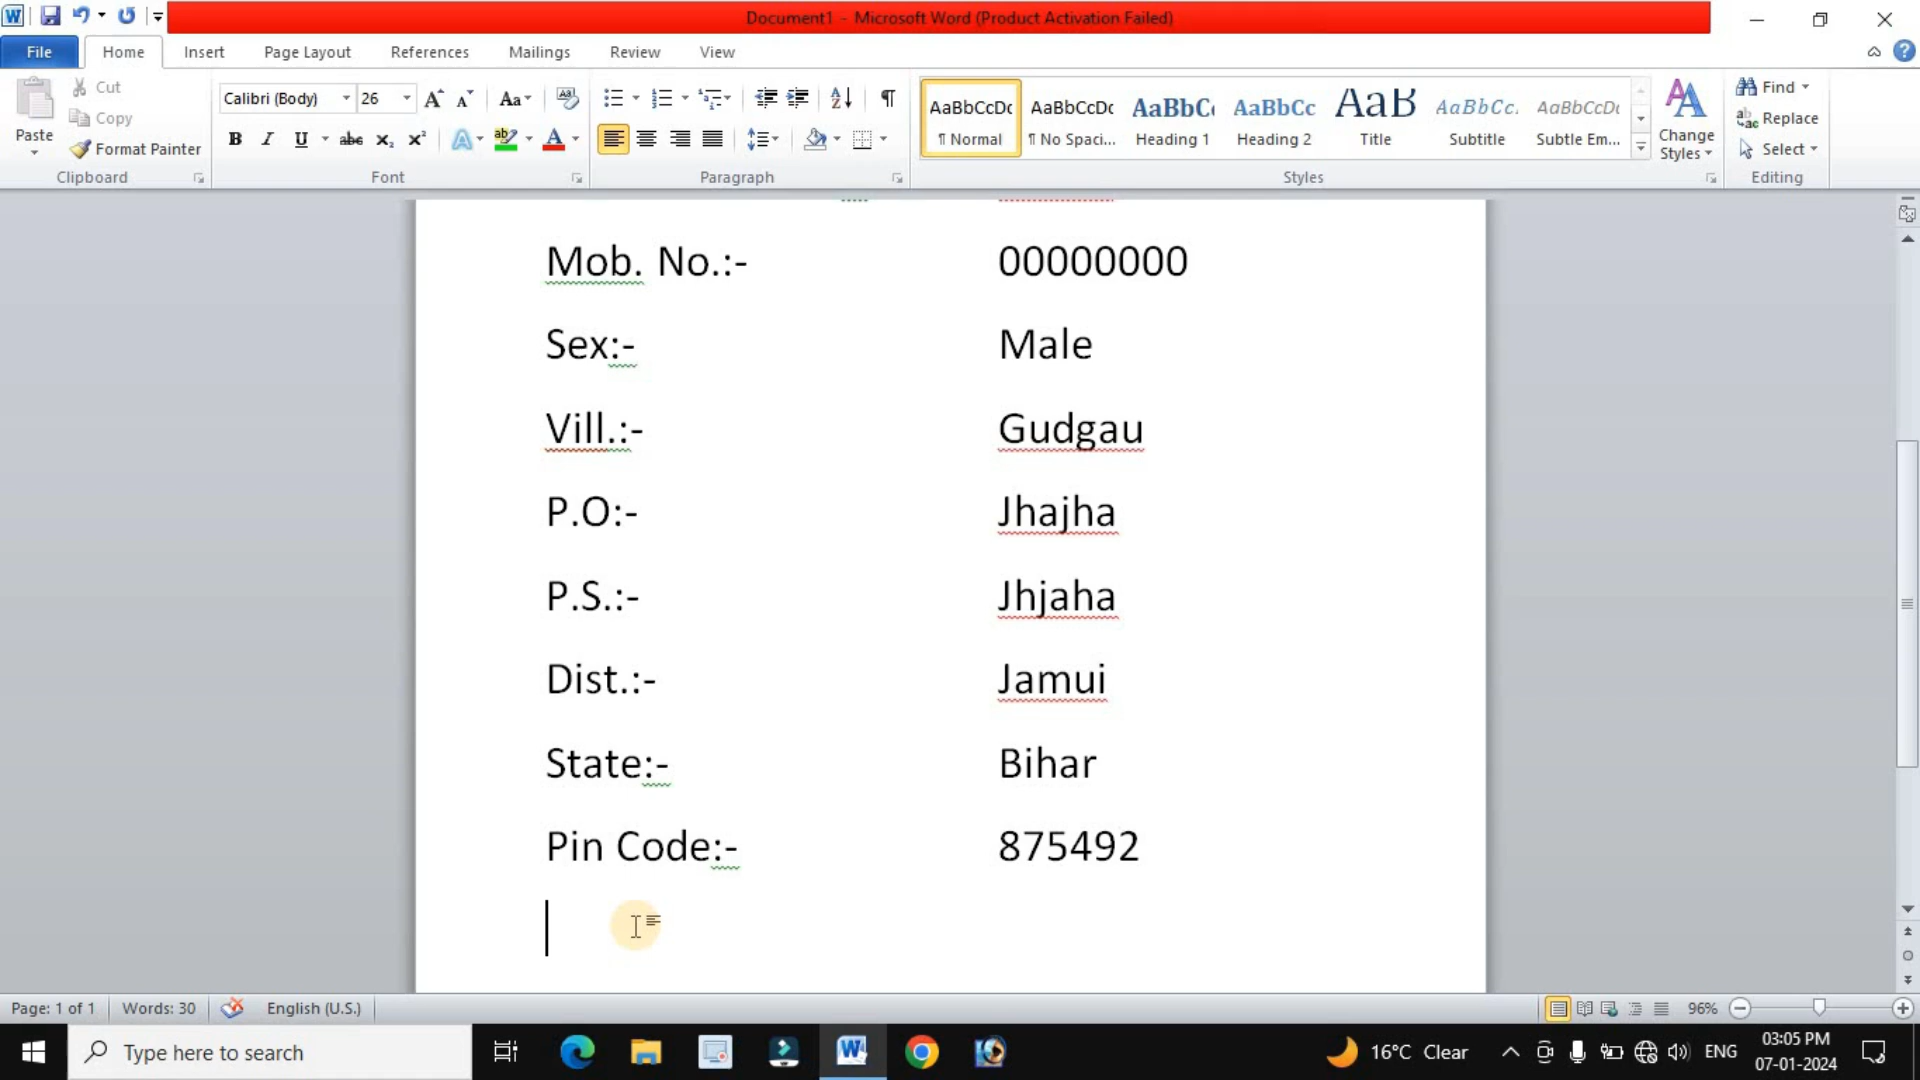 Document1 - Microsoft Word (Product Activation Failed)
File Home Insert Page Layout References Mailings Review View
Paste
Cut
Copy
Format Painter
Clipboard
Calibri (Body) 26
Font
Paragraph
AaBbCcDc AaBbCcDc AaBbC AaBbCc AaB AaBbCc. AaBbCcDc
¶ Normal ¶ No Spaci... Heading 1 Heading 2 Title Subtitle Subtle Em...
Change Styles
Styles
Find
Replace
Select
Editing
Mob. No.:- 00000000
Sex:- Male
Vill.:- Gudgau
P.O:- Jhajha
P.S.:- Jhjaha
Dist.:- Jamui
State:- Bihar
Pin Code:- 875492
Page: 1 of 1 Words: 30 English (U.S.) 96%
Type here to search 16°C Clear ENG 03:05 PM
07-01-2024